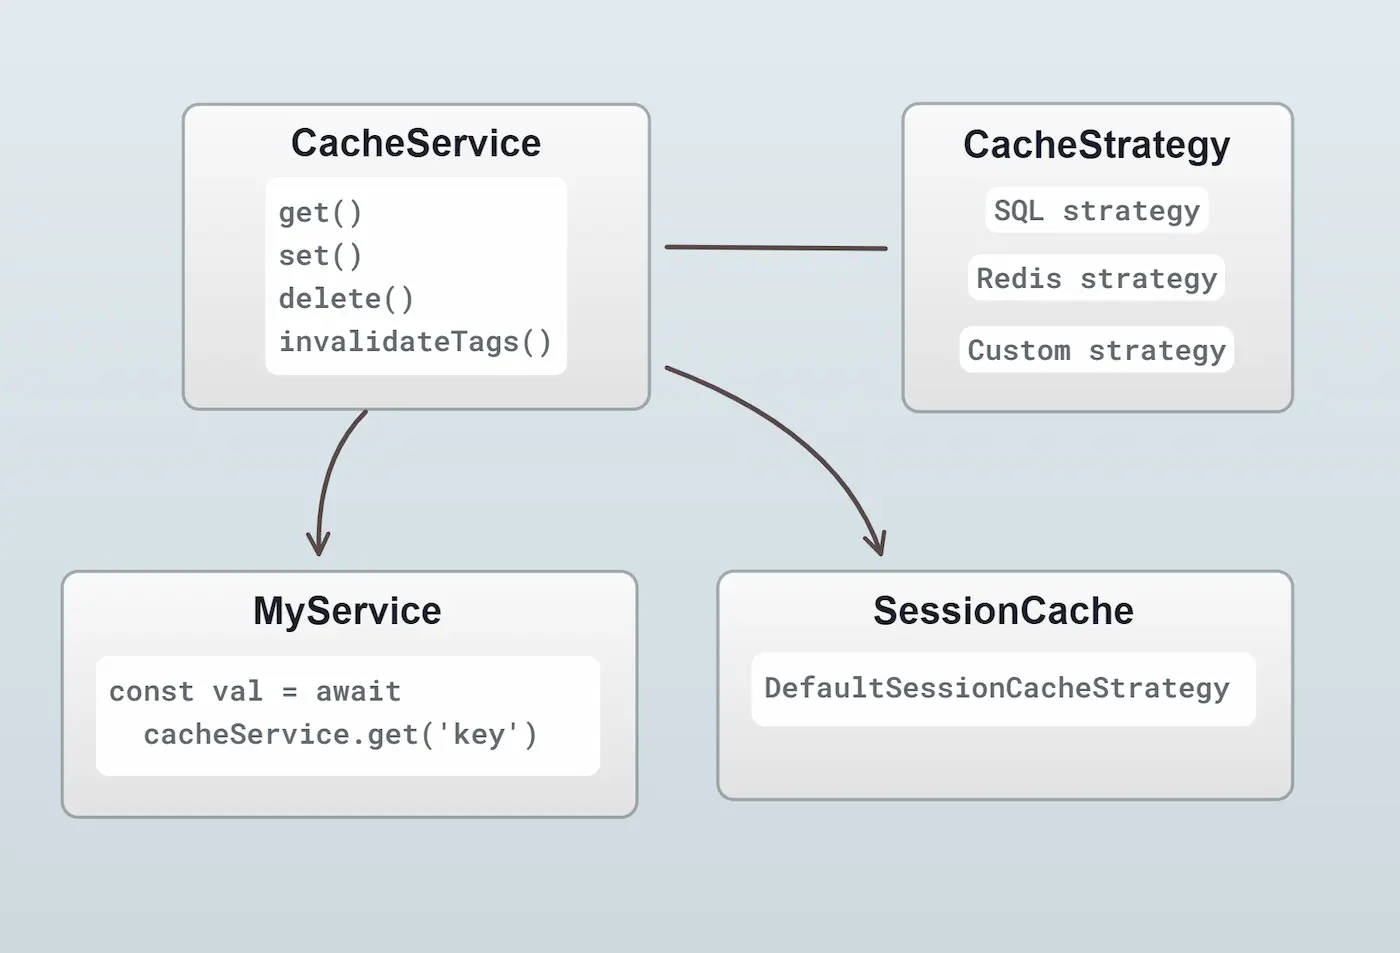 CacheService
get()
set()
delete()
invalidateTags()
CacheStrategy
SQL strategy
Redis strategy
Custom strategy
MyService
const val = await
  cacheService.get('key')
SessionCache
DefaultSessionCacheStrategy